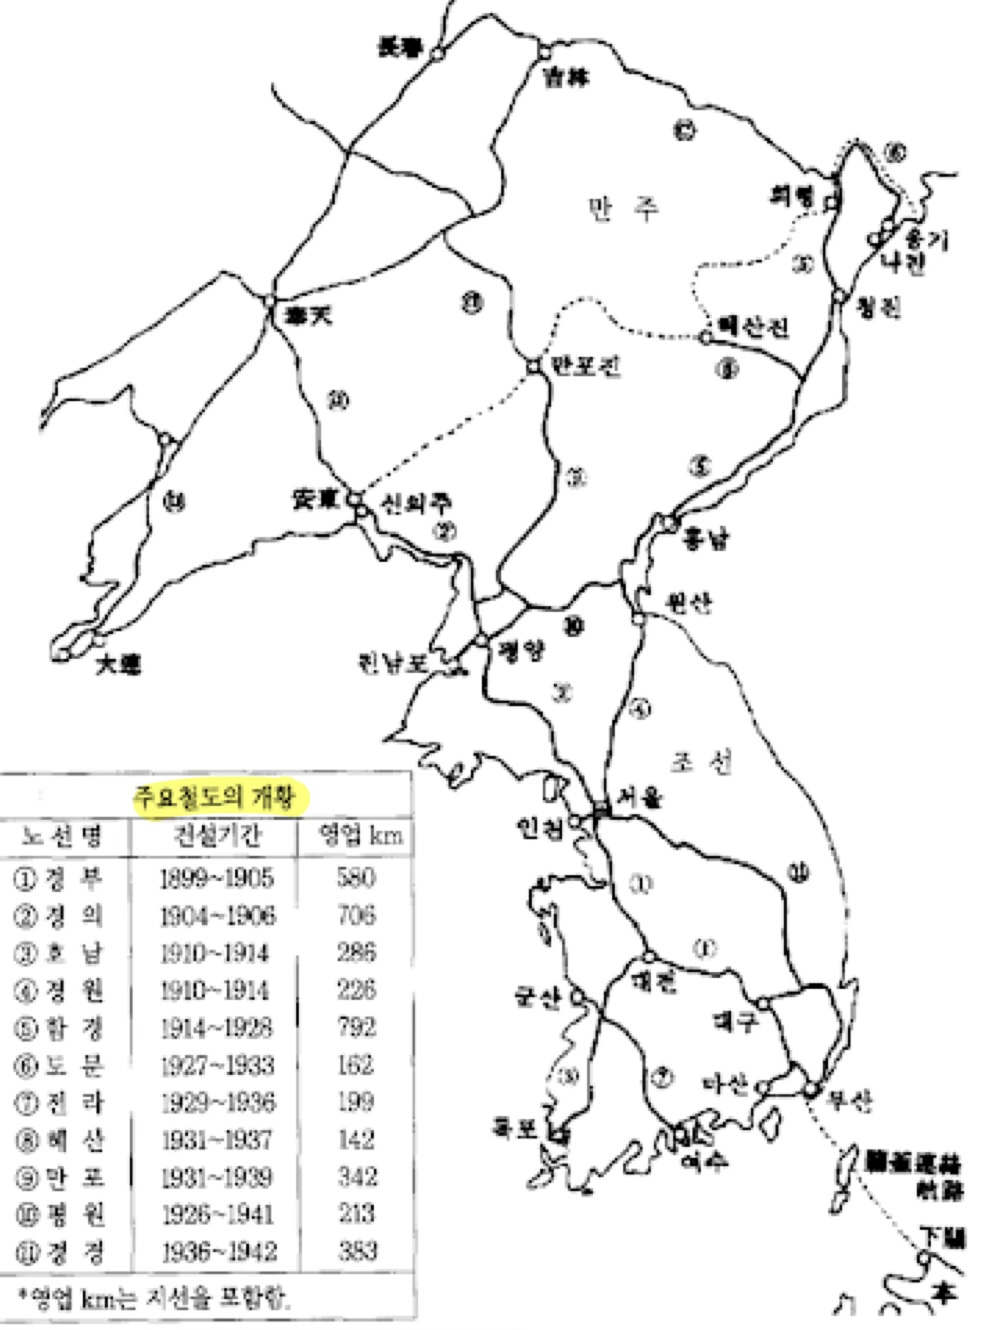 長春
吉林
만 주
회령
⑥
웅기
나진
⑤
청진
奉天
혜산진
만포진
⑧
⑨
⑤
安東
신의주
②
흥남
원산
⑩
大連
진남포
평양
②
④
조 선
서울
인천
①
⑪
①
대전
군산
대구
③
⑦
마산
부산
목포
여수
下關
本
주요철도의 개황
노 선 명 건설기간 영업 km
① 경 부 1899~1905 580
② 경 의 1904~1906 706
③ 호 남 1910~1914 286
④ 경 원 1910~1914 226
⑤ 함 경 1914~1928 792
⑥ 도 문 1927~1933 162
⑦ 전 라 1929~1936 199
⑧ 혜 산 1931~1937 142
⑨ 만 포 1931~1939 342
⑩ 평 원 1926~1941 213
⑪ 경 경 1936~1942 383
*영업 km는 지선을 포함함.